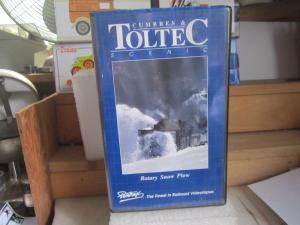 CUMBRES &
TOLTEC
SCENIC
Rotary Snow Plow
Pentrex
The Finest in Railroad Videotapes